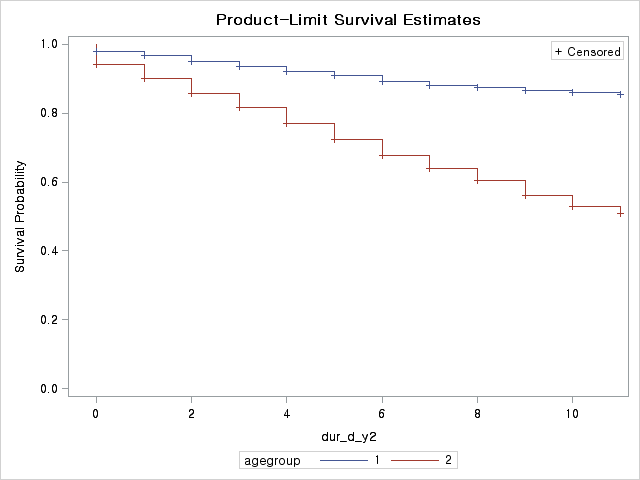 Product-Limit Survival Estimates
+ Censored
Survival Probability
1.0
0.8
0.6
0.4
0.2
0.0
0 2 4 6 8 10
dur_d_y2
agegroup 1 2